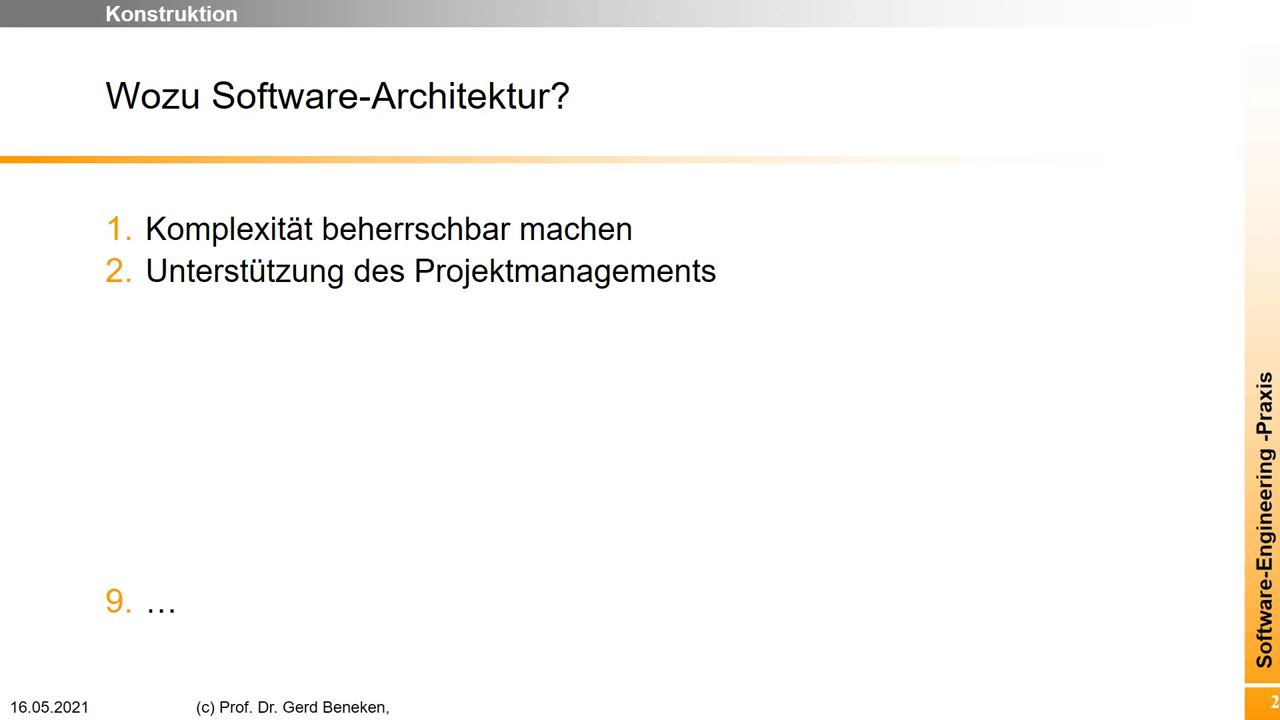 Konstruktion
Wozu Software-Architektur?
1. Komplexität beherrschbar machen
2. Unterstützung des Projektmanagements
9. …
Software-Engineering -Praxis
16.05.2021
(c) Prof. Dr. Gerd Beneken,
2